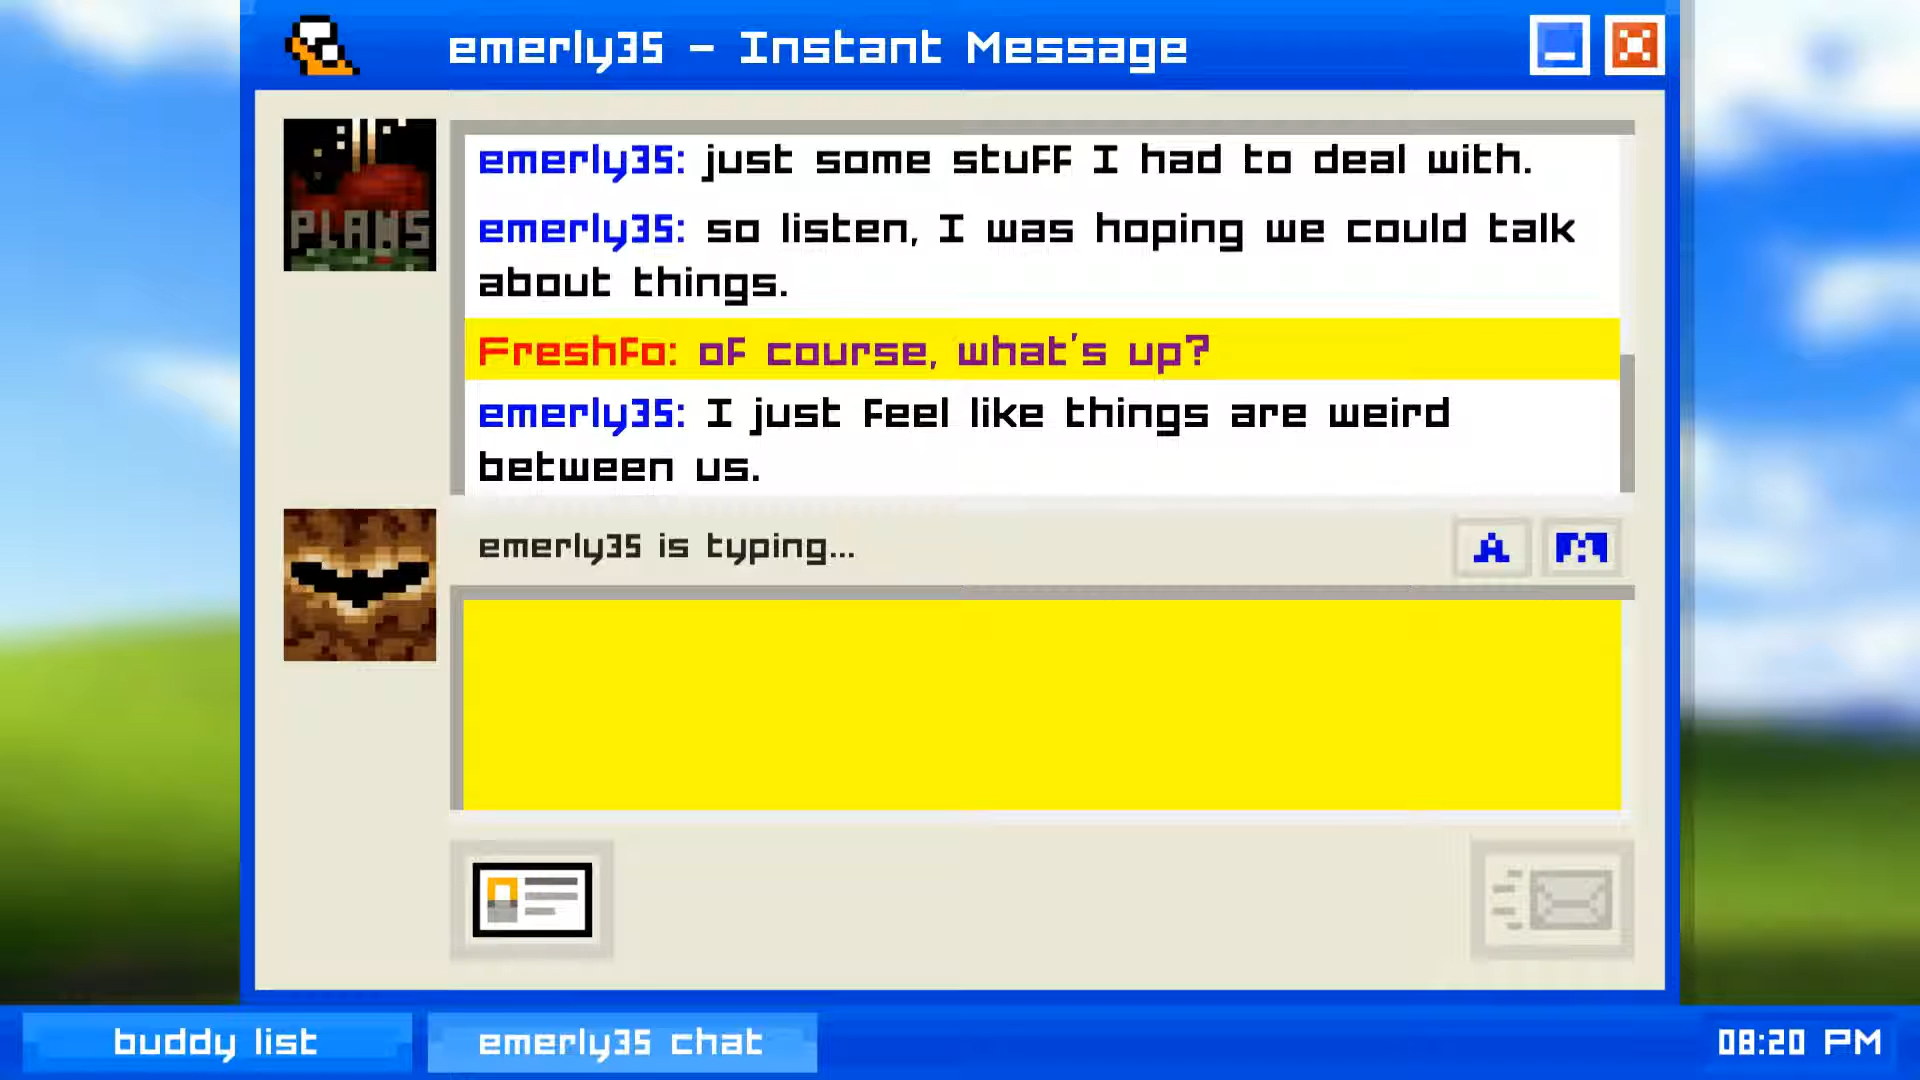 emerly35 – Instant Message
PLANS
emerly35: just some stuff I had to deal with.
emerly35: so listen, I was hoping we could talk
about things.
Freshfo: of course, what's up?
emerly35: I just feel like things are weird
between us.
emerly35 is typing...
A
buddy list
emerly35 chat
08:20 PM